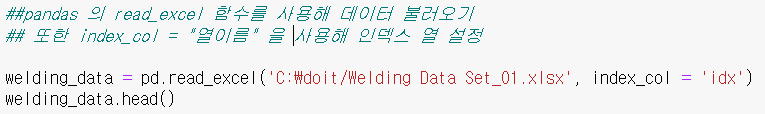 ##pandas 의 read_excel 함수를 사용해 데이터 불러오기
## 또한 index_col = "열이름" 을 사용해 인덱스 열 설정
welding_data = pd.read_excel('C:\doit/Welding Data Set_01.xlsx', index_col = 'idx')
welding_data.head()